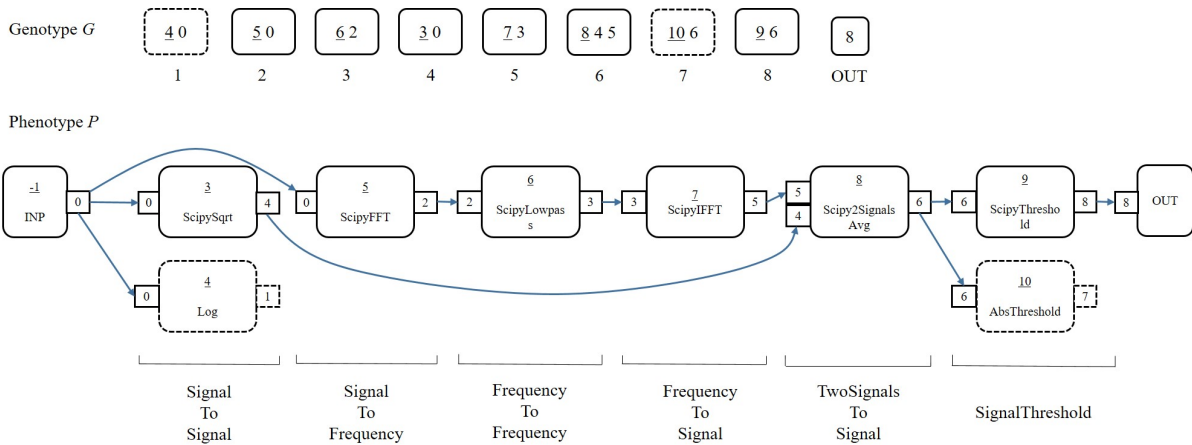 Genotype G
4 0
5 0
6 2
3 0
7 3
8 4 5
10 6
9 6
8
1
2
3
4
5
6
7
8
OUT
Phenotype P
-1
INP
0
0
3
ScipySqrt
4
0
5
ScipyFFT
2
2
6
ScipyLowpas
s
3
3
7
ScipyIFFT
5
5
4
8
Scipy2Signals
Avg
6
6
9
ScipyThresho
ld
8
8
OUT
0
4
Log
1
6
10
AbsThreshold
7
Signal
To
Signal
Signal
To
Frequency
Frequency
To
Frequency
Frequency
To
Signal
TwoSignals
To
Signal
SignalThreshold